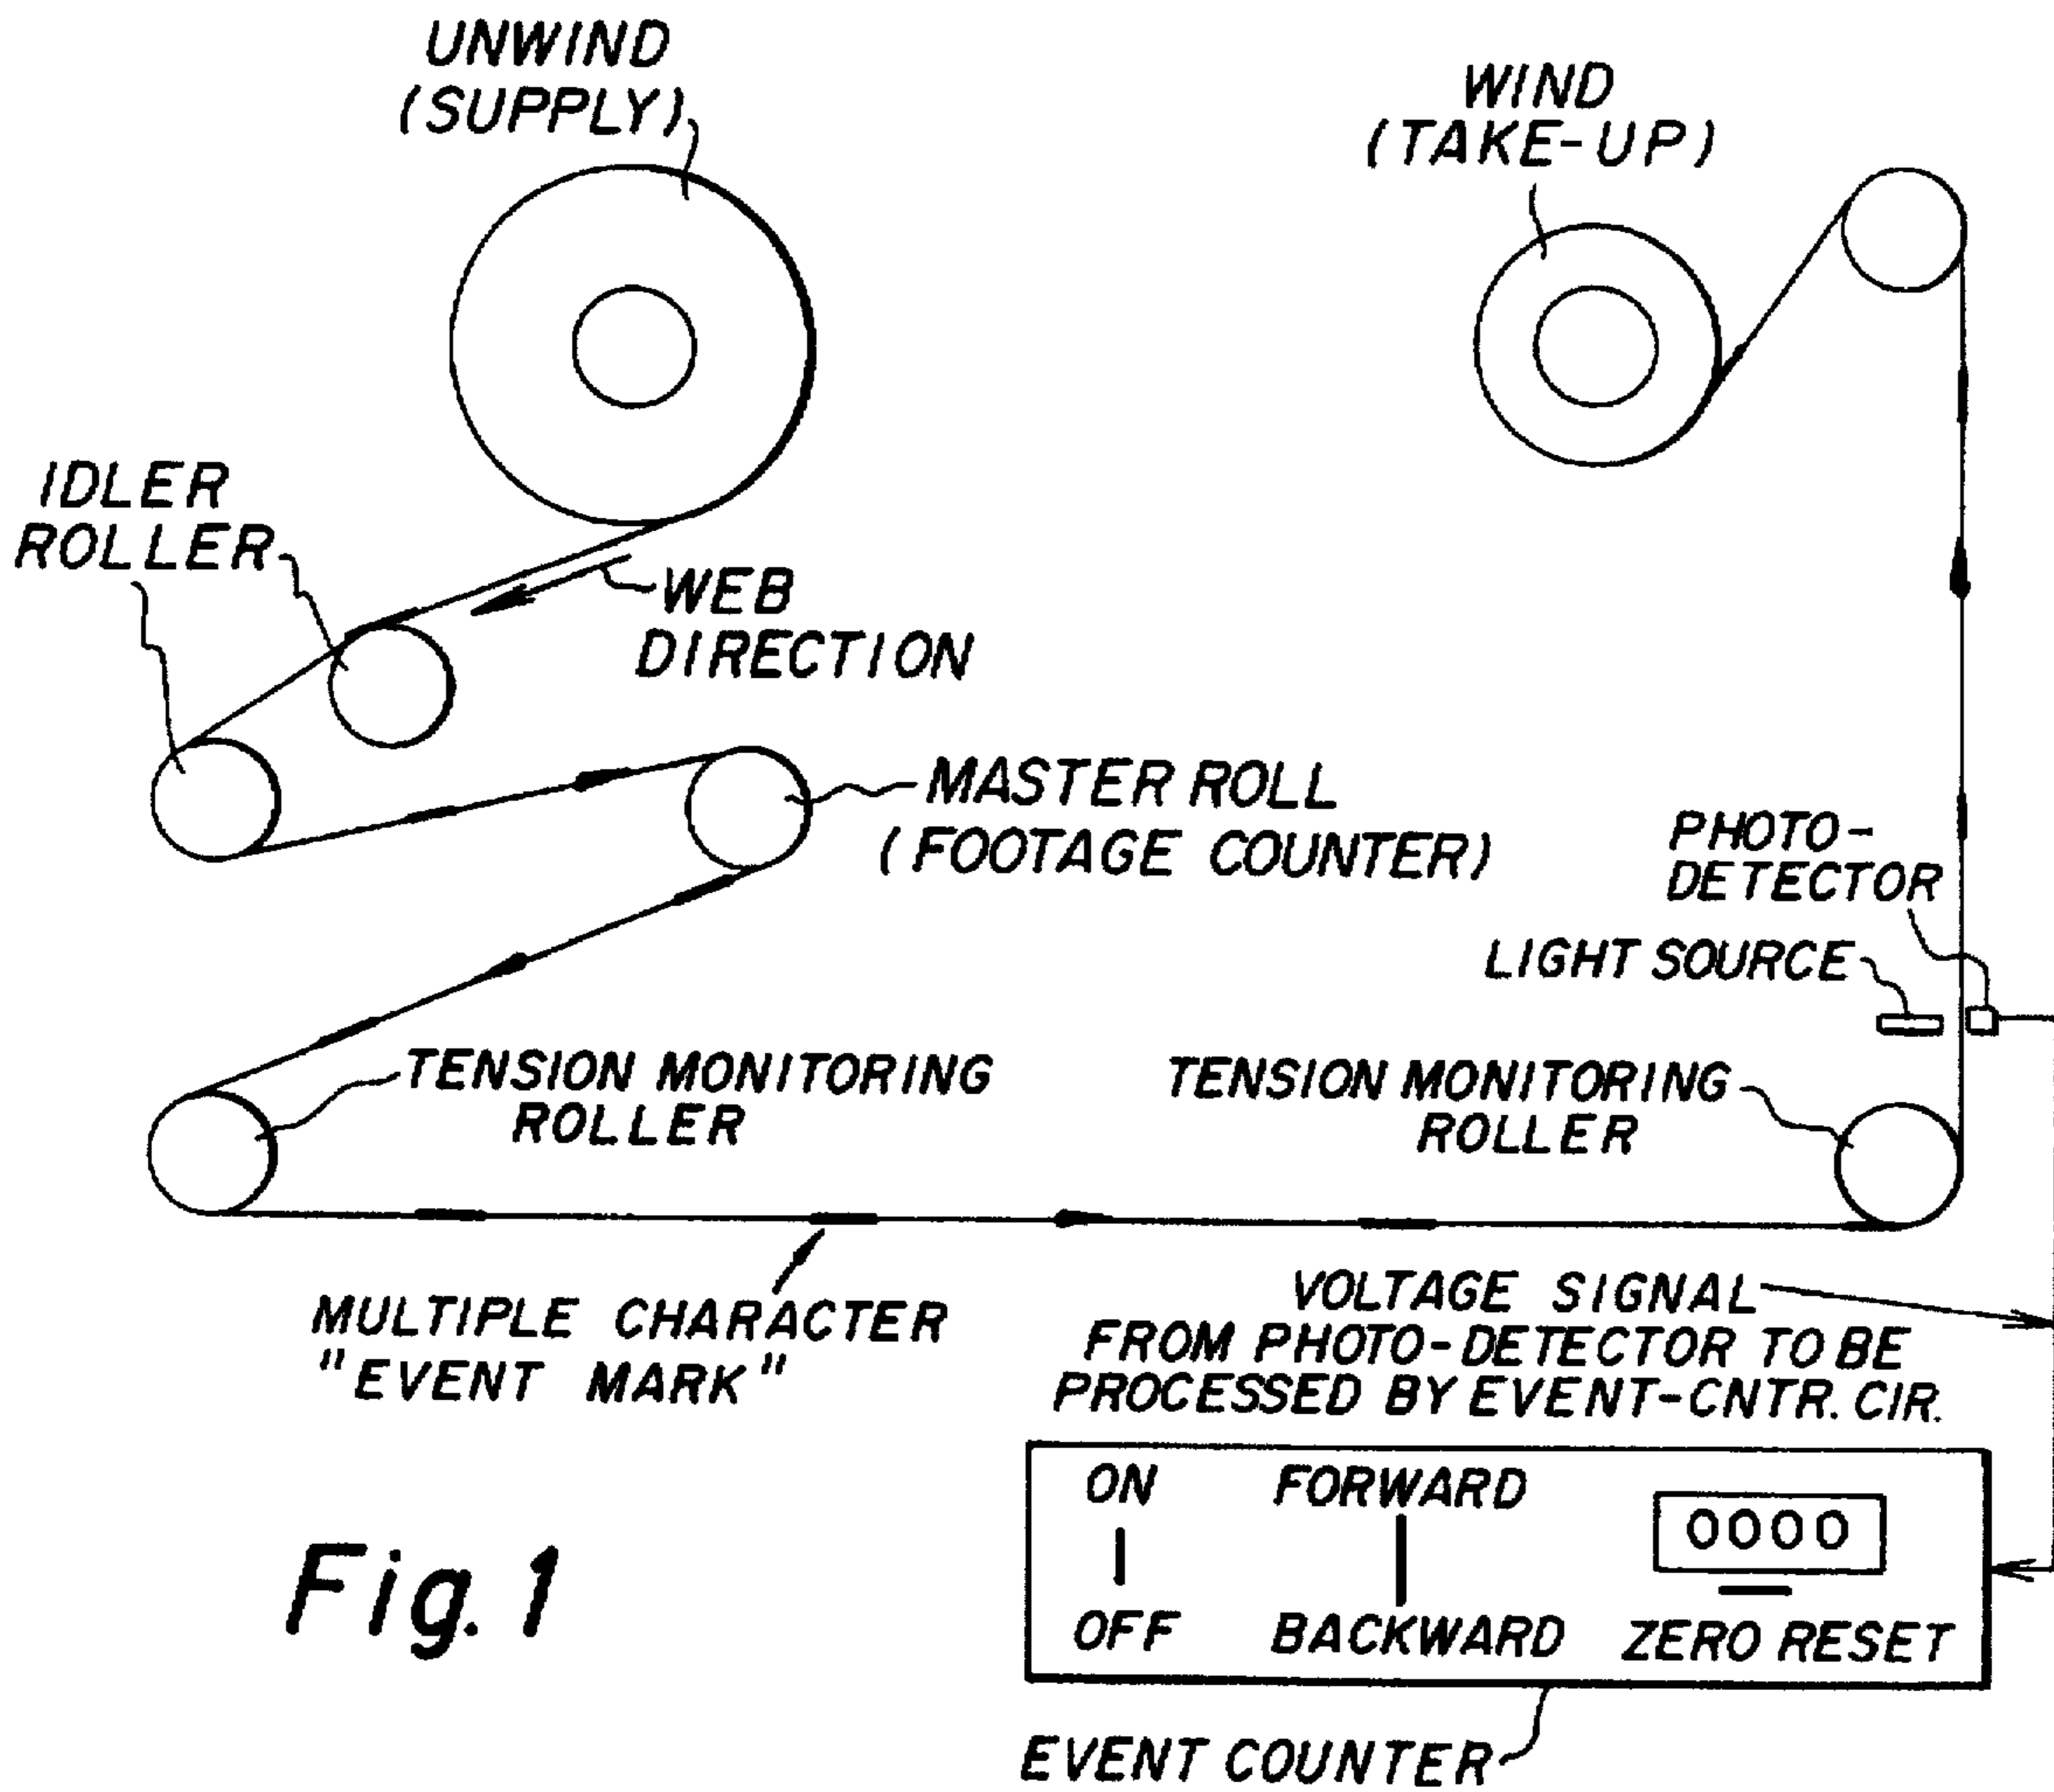 UNWIND
(SUPPLY)
WIND
(TAKE-UP)
IDLER
ROLLER
WEB
DIRECTION
MASTER ROLL
(FOOTAGE COUNTER)
PHOTO-
DETECTOR
LIGHT SOURCE
TENSION MONITORING
ROLLER
TENSION MONITORING
ROLLER
MULTIPLE CHARACTER
"EVENT MARK"
VOLTAGE SIGNAL
FROM PHOTO-DETECTOR TO BE
PROCESSED BY EVENT-CNTR. CIR.
ON
FORWARD
0000
OFF
BACKWARD
ZERO RESET
Fig. 1
EVENT COUNTER